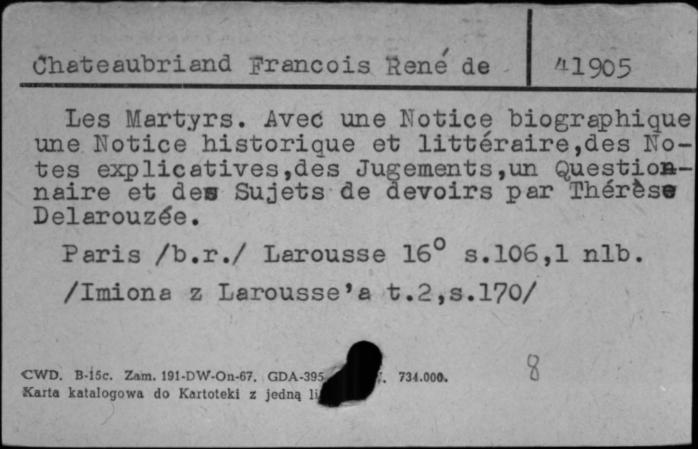 Chateaubriand Francois René de 41905
Les Martyrs. Avec une Notice biographique
une Notice historique et littéraire,des No-
tes explicatives,des Jugements,un Question-
naire et des Sujets de devoirs par Thérèse
Delarouzée.
Paris /b.r./ Larousse 16° s.106,1 nlb.
/Imiona z Larousse'a t.2,s.170/
8
CWD. B-15c. Zam. 191-DW-On-67. GDA-395 734.000.
Karta katalogowa do Kartoteki z jedną